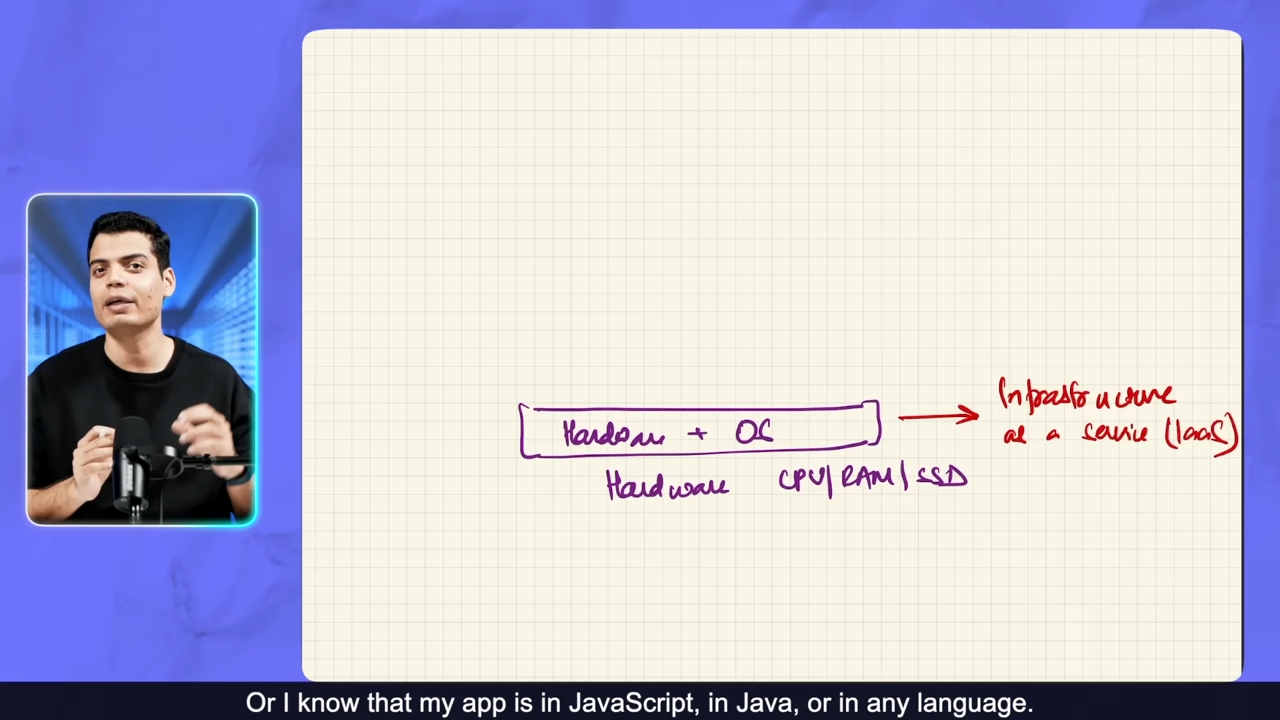 Infrastructure
as a service (IaaS)
Hardware + OS
Hardware CPU/RAM/SSD
Or I know that my app is in JavaScript, in Java, or in any language.